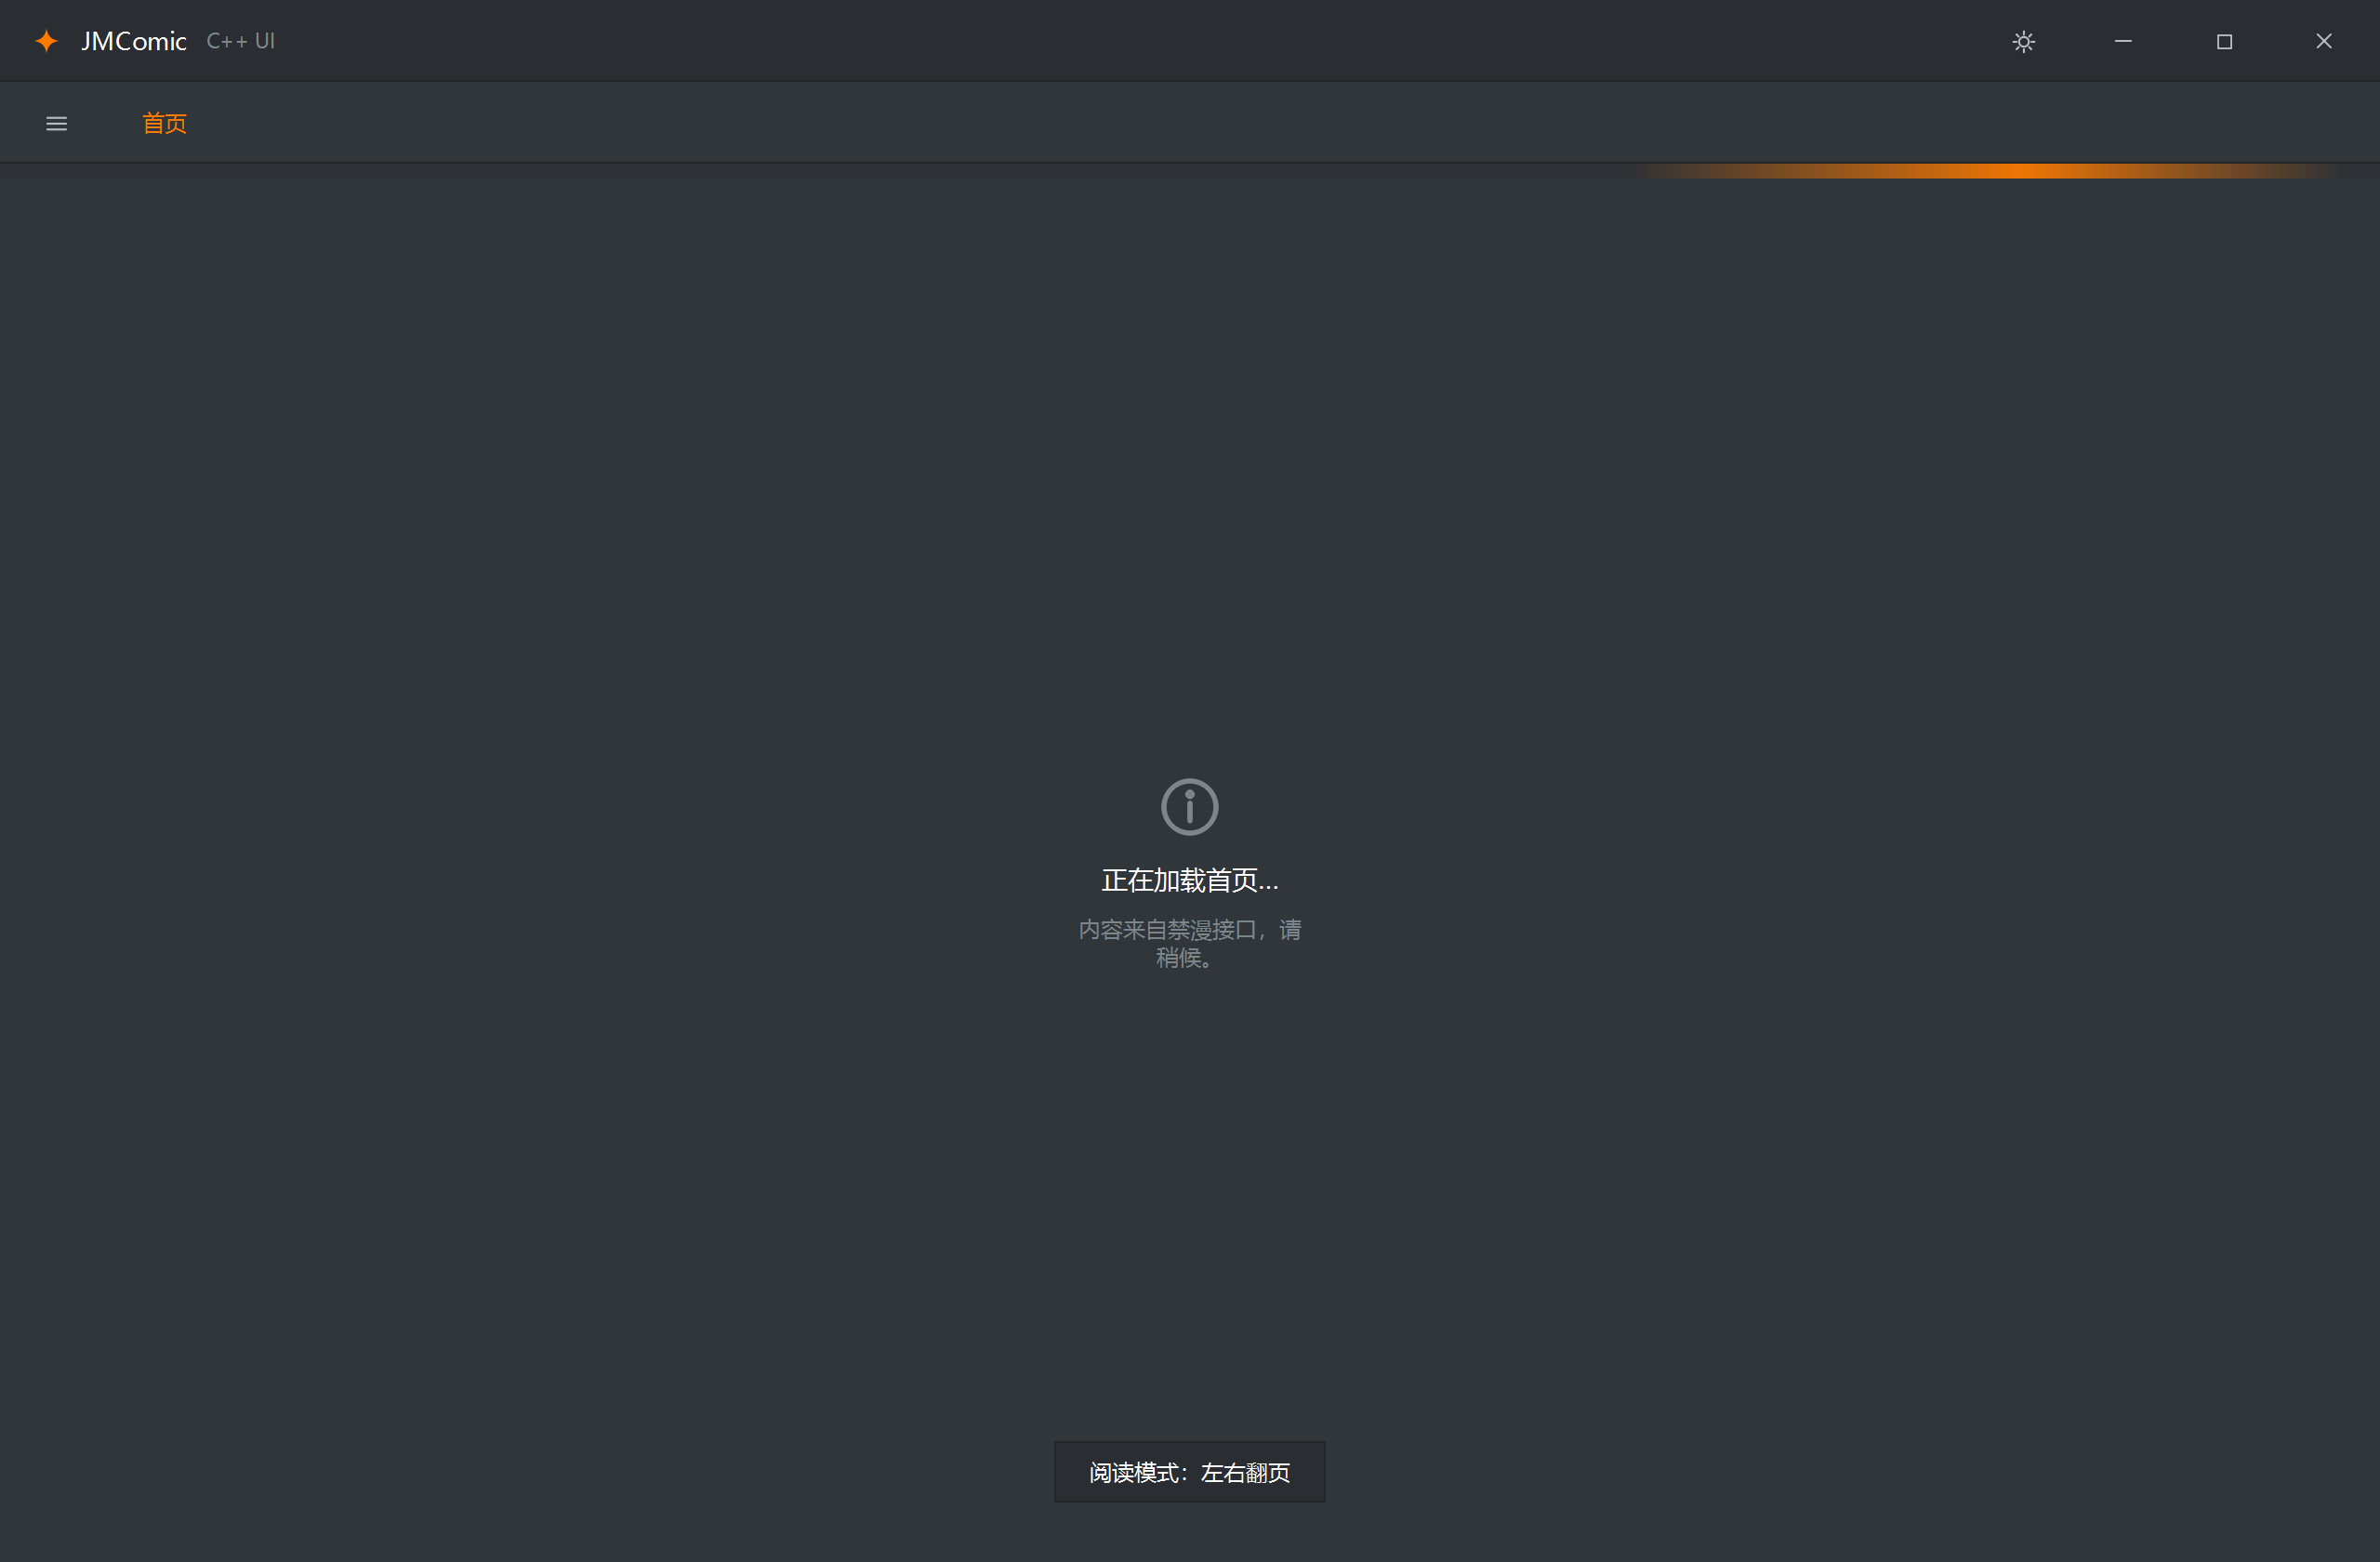 JMComic C++ UI
首页
正在加载首页...
内容来自禁漫接口，请
稍候。
阅读模式：左右翻页